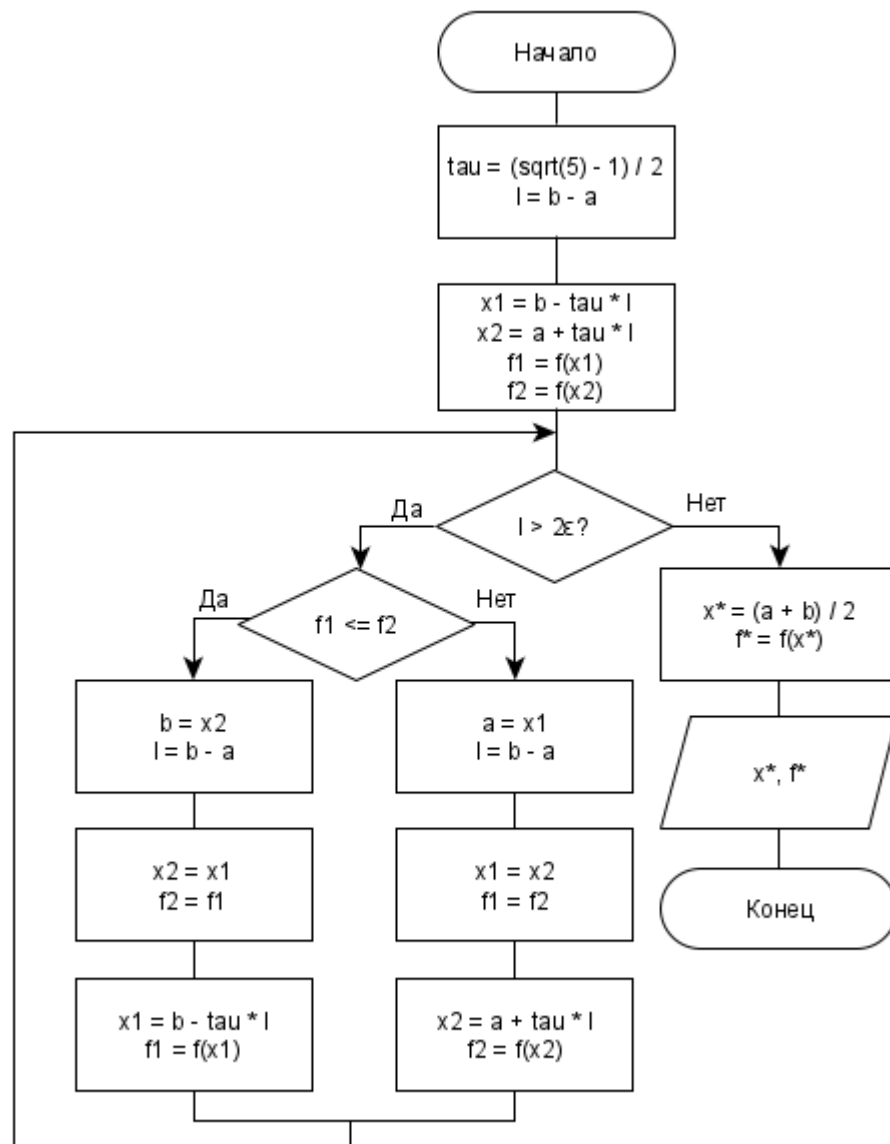 Начало
tau = (sqrt(5) - 1) / 2
l = b - a
x1 = b - tau * l
x2 = a + tau * l
f1 = f(x1)
f2 = f(x2)
l > 2ε?
Да
Нет
f1 <= f2
Да
Нет
b = x2
l = b - a
x2 = x1
f2 = f1
x1 = b - tau * l
f1 = f(x1)
a = x1
l = b - a
x1 = x2
f1 = f2
x2 = a + tau * l
f2 = f(x2)
x* = (a + b) / 2
f* = f(x*)
x*, f*
Конец